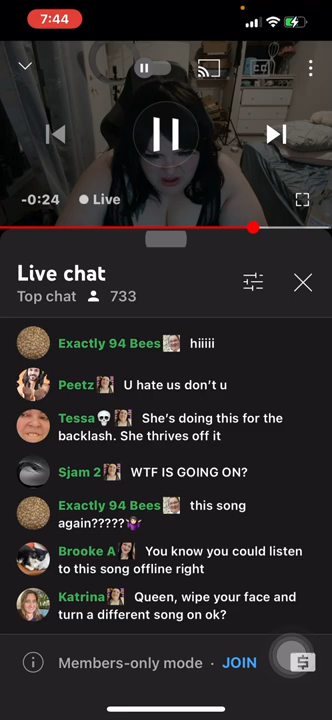 7:44
-0:24 Live
Live chat
Top chat 733
Exactly 94 Bees hiiiii
Peetz U hate us don't u
Tessa💀 She's doing this for the
backlash. She thrives off it
Sjam 2 WTF IS GOING ON?
Exactly 94 Bees this song
again?????🤷🏻‍♀️
Brooke A You know you could listen
to this song offline right
Katrina Queen, wipe your face and
turn a different song on ok?
Members-only mode · JOIN